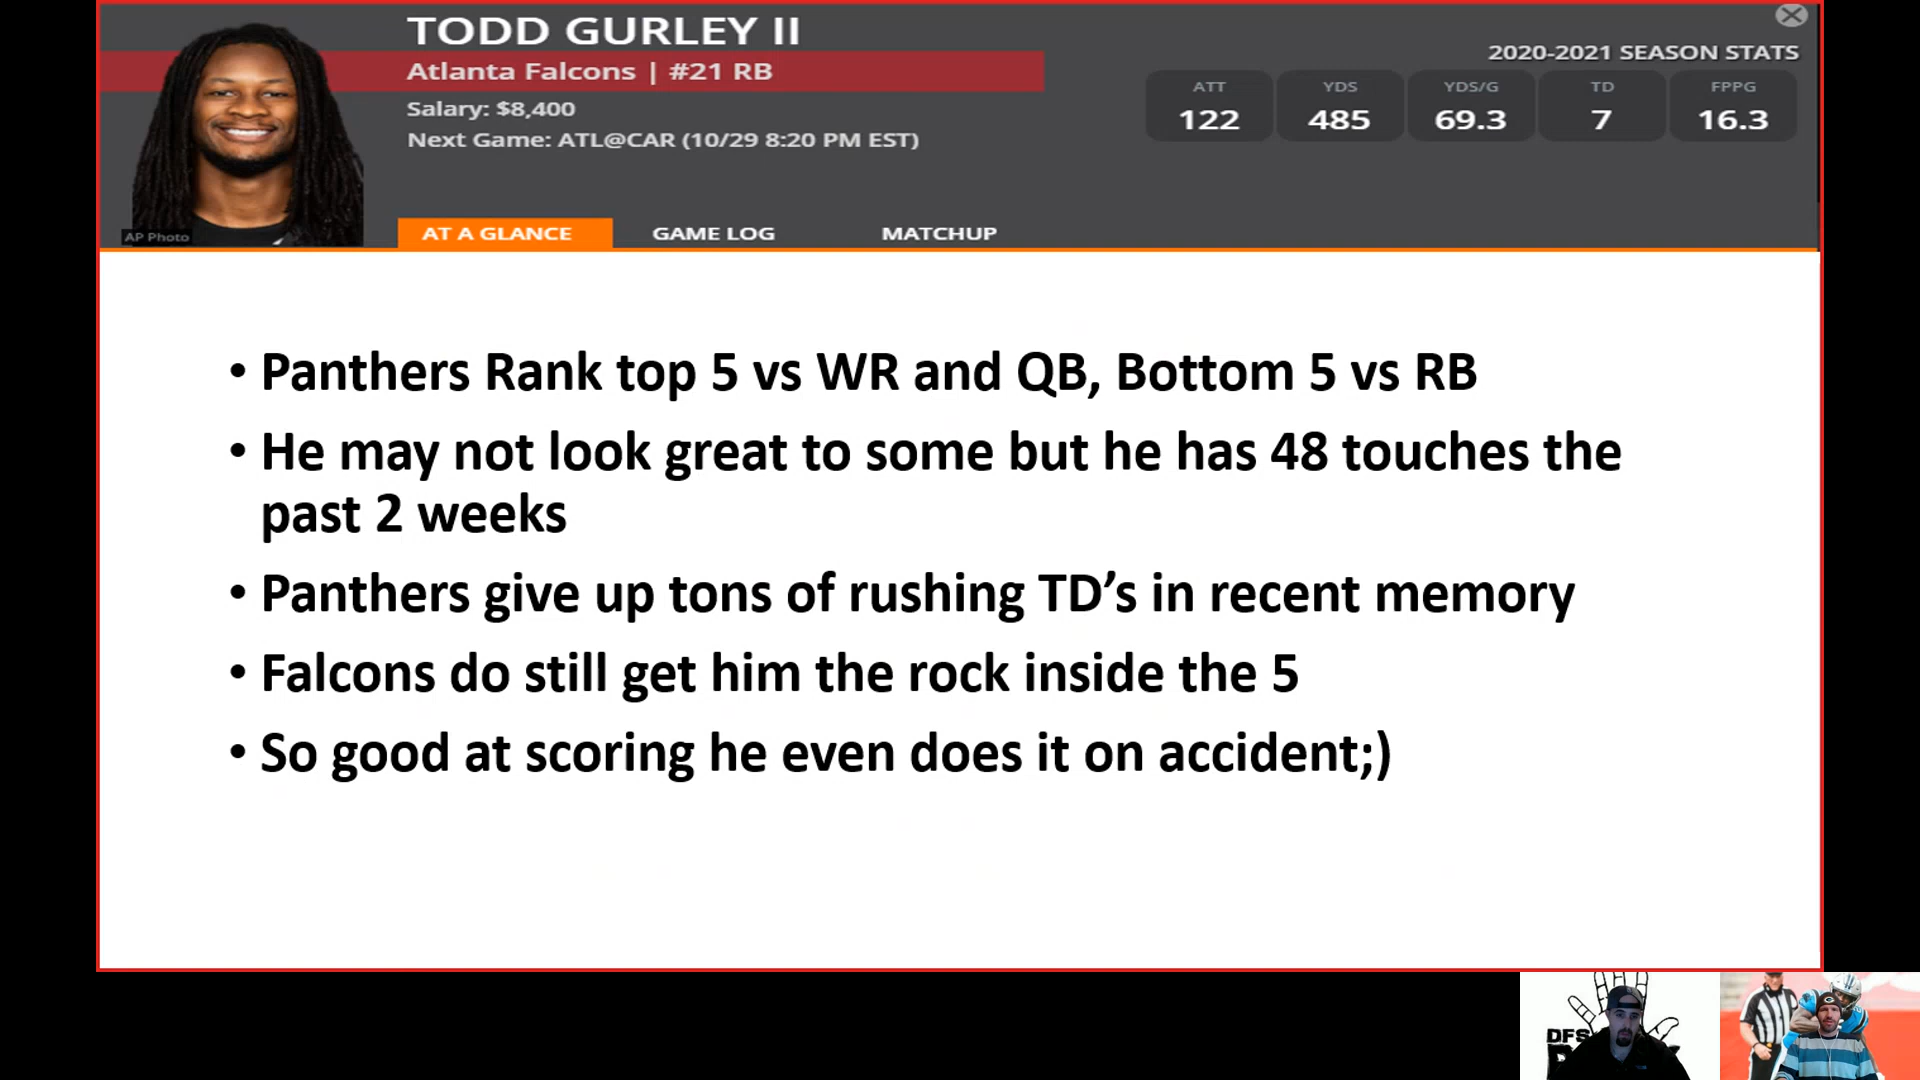 TODD GURLEY II
Atlanta Falcons | #21 RB
Salary: $8,400
Next Game: ATL@CAR (10/29 8:20 PM EST)
2020-2021 SEASON STATS
ATT YDS YDS/G TD FPPG
122 485 69.3 7 16.3
AP Photo
AT A GLANCE GAME LOG MATCHUP
• Panthers Rank top 5 vs WR and QB, Bottom 5 vs RB
• He may not look great to some but he has 48 touches the
past 2 weeks
• Panthers give up tons of rushing TD’s in recent memory
• Falcons do still get him the rock inside the 5
• So good at scoring he even does it on accident;)
DFS